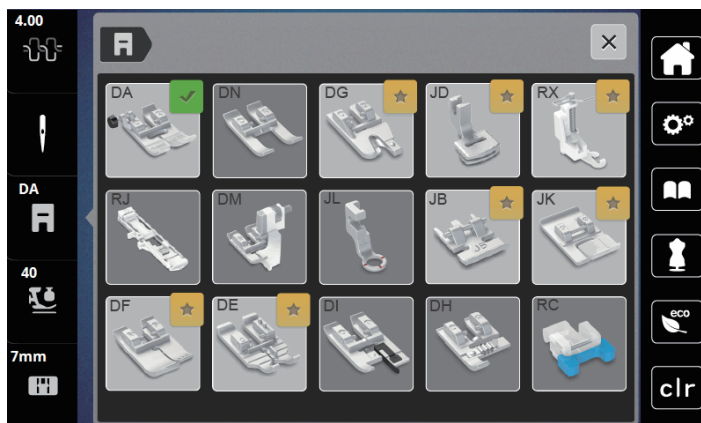 4.00
DA
40
7mm
DA DN DG JD RX
RJ DM JL JB JK
DF DE DI DH RC
eco
clr